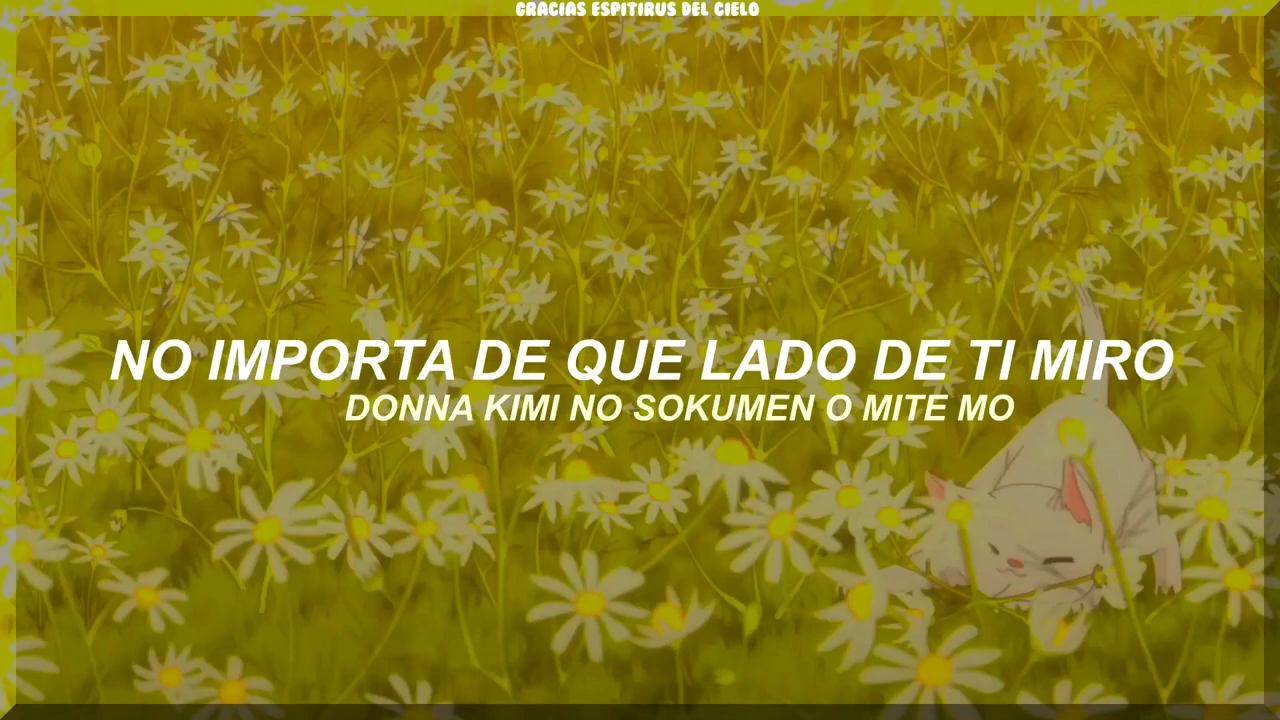 GRACIAS ESPITIRUS DEL CIELO
NO IMPORTA DE QUE LADO DE TI MIRO
DONNA KIMI NO SOKUMEN O MITE MO